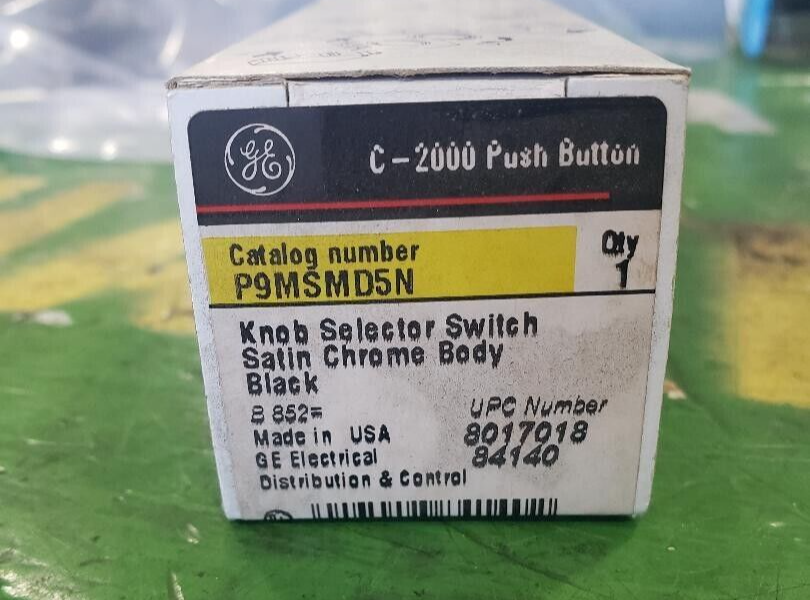 GE
C-2000 Push Button
Catalog number
P9MSMD5N
Qty
1
Knob Selector Switch
Satin Chrome Body
Black
B 852=
UPC Number
Made in USA
8017018
GE Electrical
84140
Distribution & Control